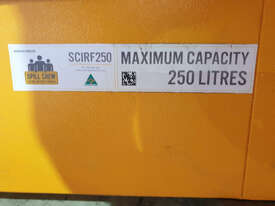 SPILL CREW
SCIRF250
MAXIMUM CAPACITY
250 LITRES